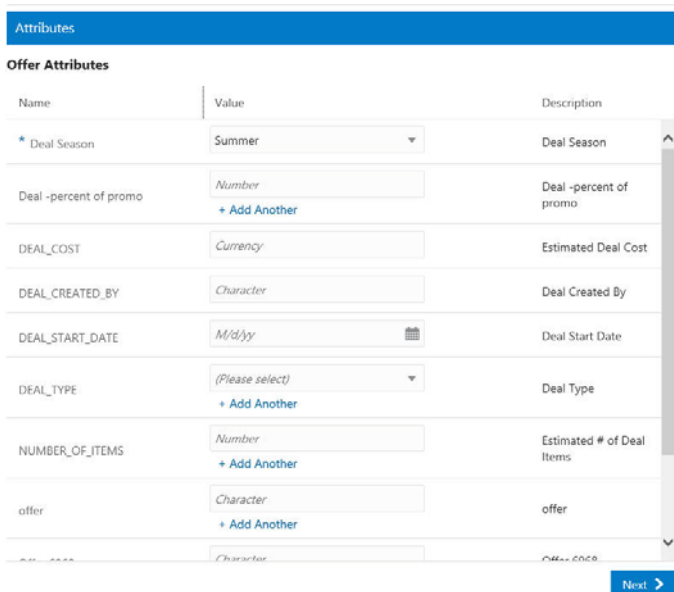 Attributes
Offer Attributes
Name Value Description
* Deal Season Summer Deal Season
Deal -percent of promo Number Deal -percent of promo
+ Add Another
DEAL_COST Currency Estimated Deal Cost
DEAL_CREATED_BY Character Deal Created By
DEAL_START_DATE M/d/yy Deal Start Date
DEAL_TYPE (Please select) Deal Type
+ Add Another
NUMBER_OF_ITEMS Number Estimated # of Deal Items
+ Add Another
offer Character offer
+ Add Another
Character Offer 6968
Next